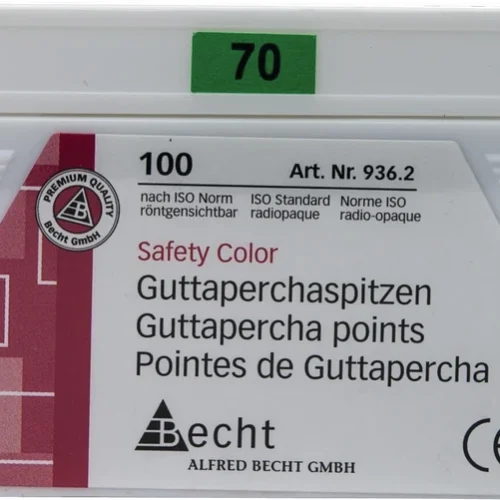 70
100 Art. Nr. 936.2
nach ISO Norm ISO Standard Norme ISO
röntgensichtbar radiopaque radio-opaque
PREMIUM QUALITY
Becht GmbH
Safety Color
Guttaperchaspitzen
Guttapercha points
Pointes de Guttapercha
Becht
ALFRED BECHT GMBH
CE